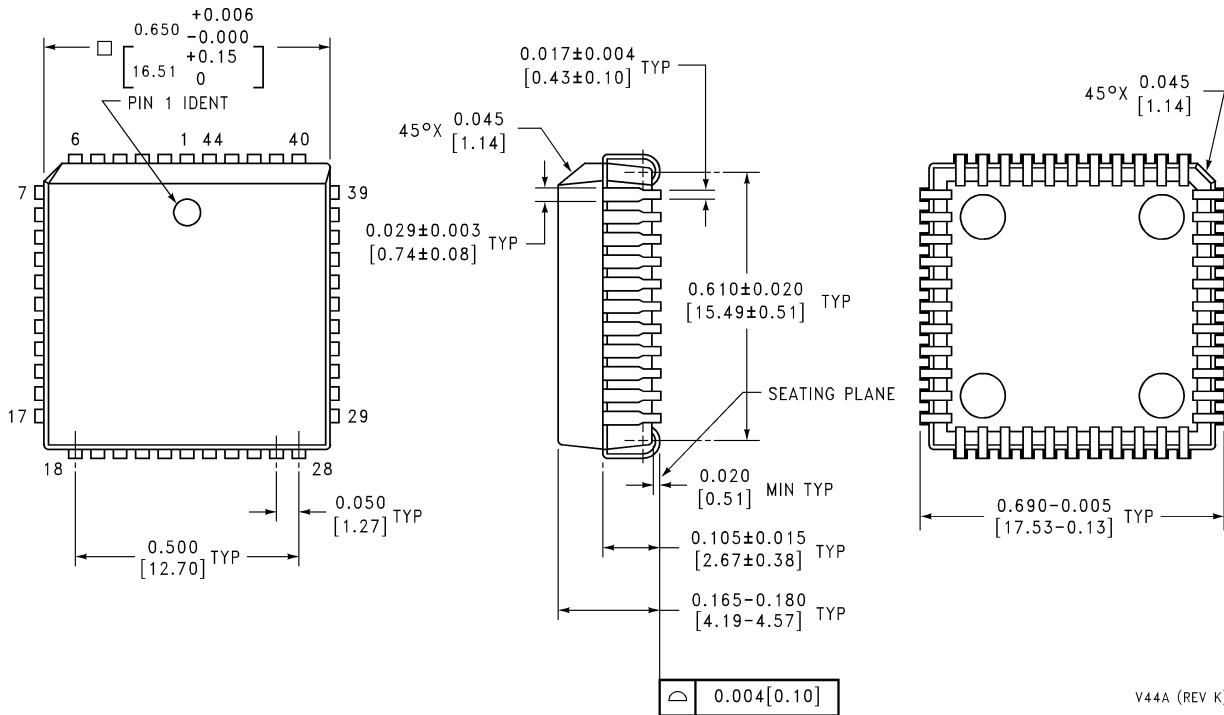 0.650 +0.006 -0.000
[16.51 +0.15 0]
PIN 1 IDENT
6 1 44 40
7 39
17 29
18 28
0.050 TYP
[1.27]
0.500 TYP
[12.70]
0.017±0.004 TYP
[0.43±0.10]
45°X 0.045
[1.14]
0.029±0.003 TYP
[0.74±0.08]
0.610±0.020 TYP
[15.49±0.51]
SEATING PLANE
0.020 MIN TYP
[0.51]
0.105±0.015 TYP
[2.67±0.38]
0.165-0.180 TYP
[4.19-4.57]
0.004[0.10]
45°X 0.045
[1.14]
0.690-0.005 TYP
[17.53-0.13]
V44A (REV K)